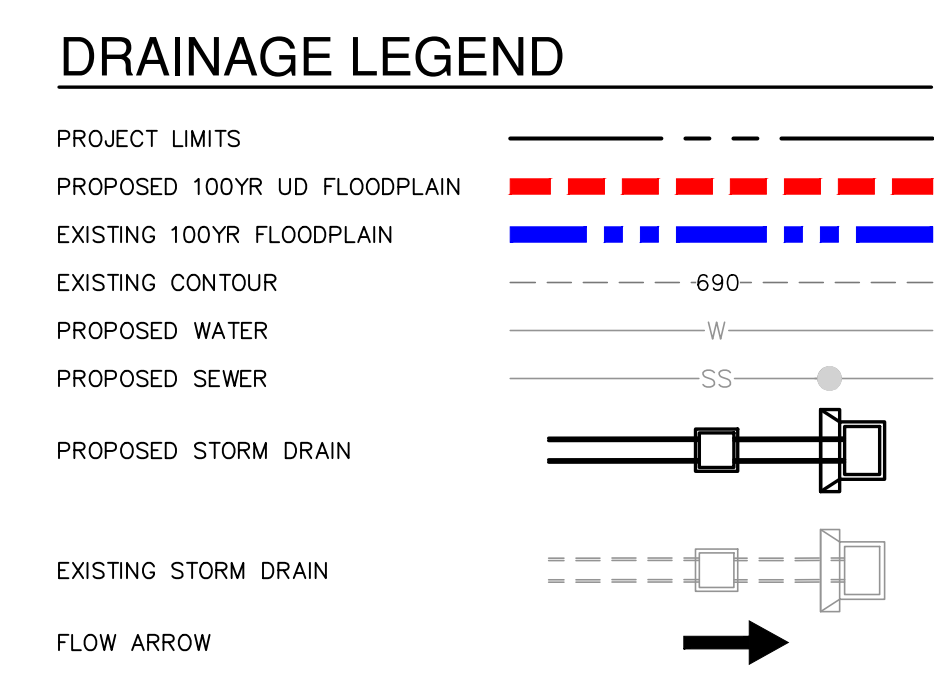 DRAINAGE LEGEND
PROJECT LIMITS
PROPOSED 100YR UD FLOODPLAIN
EXISTING 100YR FLOODPLAIN
EXISTING CONTOUR 690
PROPOSED WATER W
PROPOSED SEWER SS
PROPOSED STORM DRAIN
EXISTING STORM DRAIN
FLOW ARROW